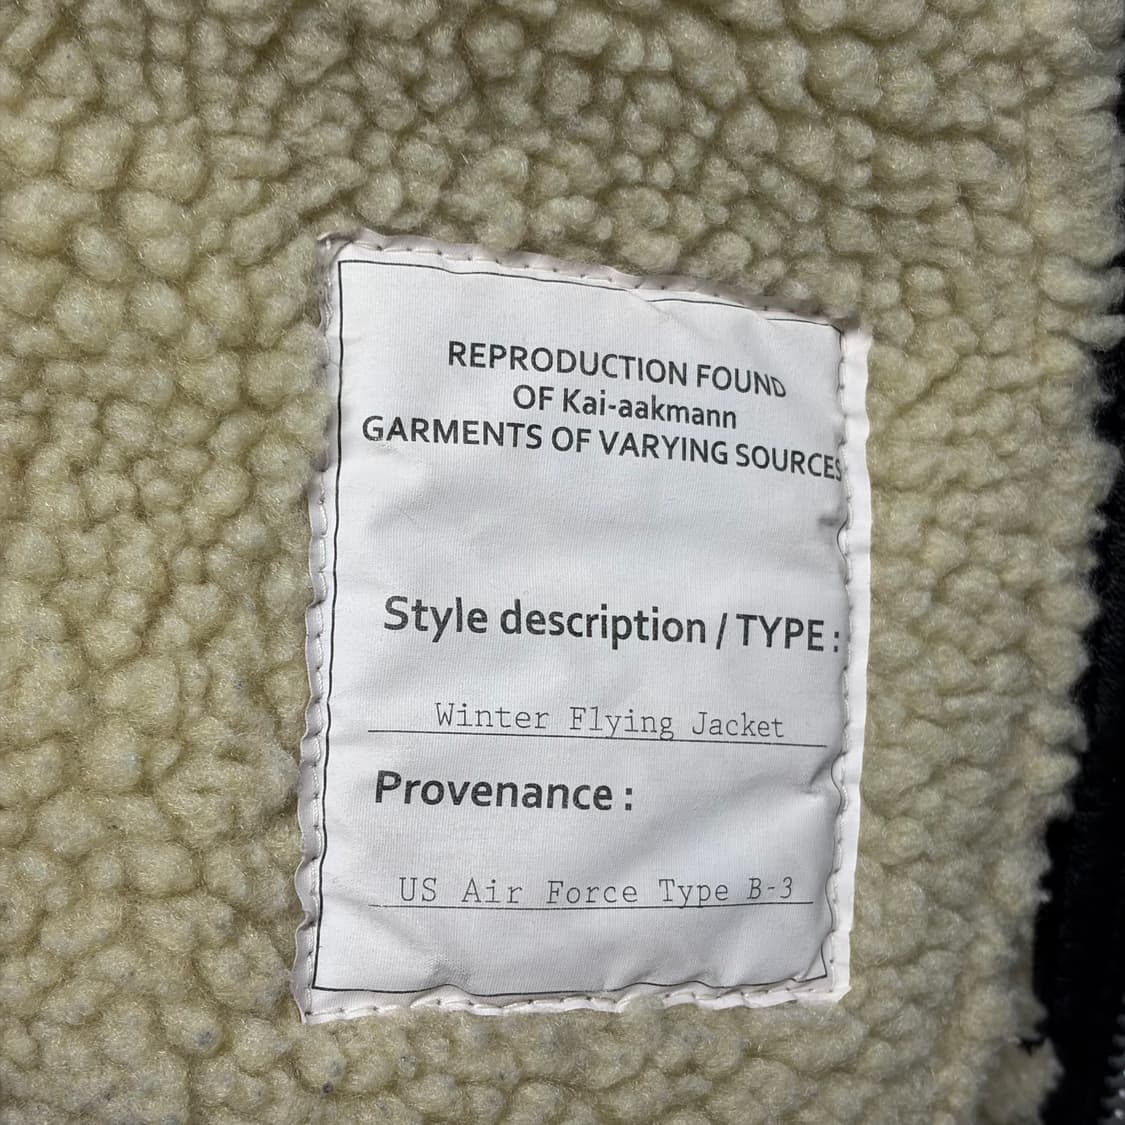 REPRODUCTION FOUND
OF Kai-aakmann
GARMENTS OF VARYING SOURCES
Style description / TYPE :
Winter Flying Jacket
Provenance :
US Air Force Type B-3